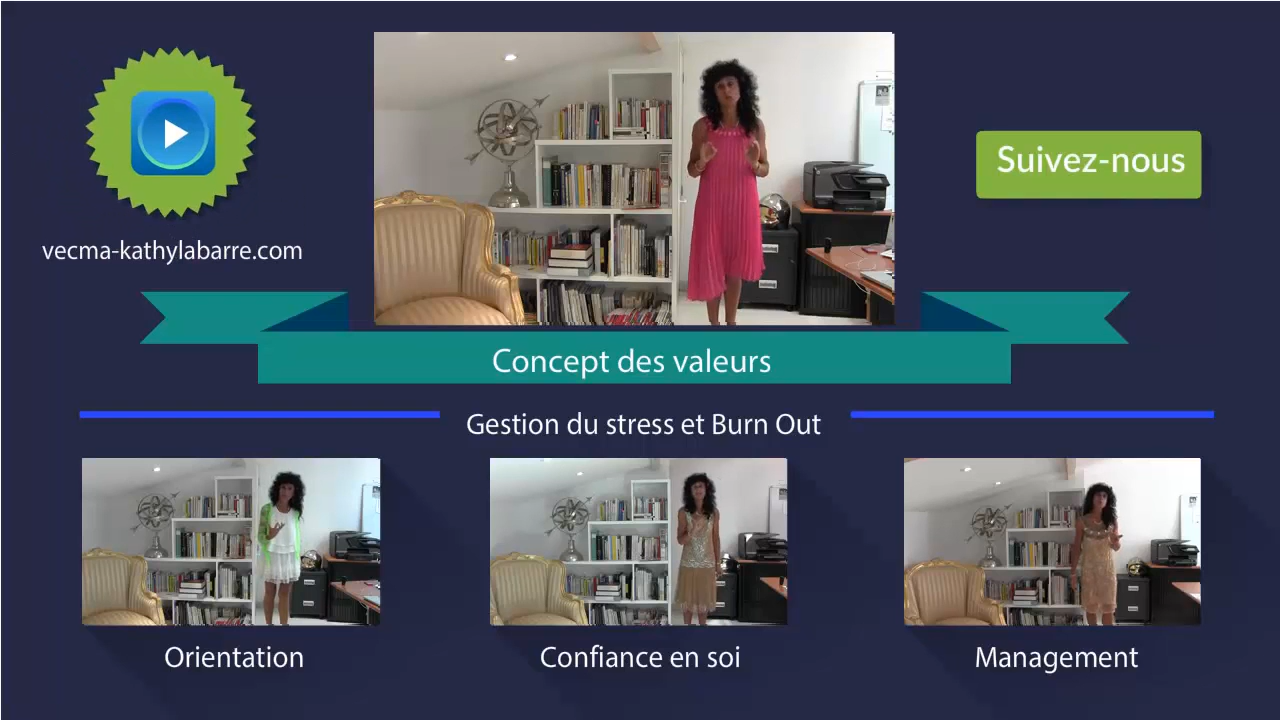 Suivez-nous
vecma-kathylabarre.com
Concept des valeurs
Gestion du stress et Burn Out
Orientation
Confiance en soi
Management